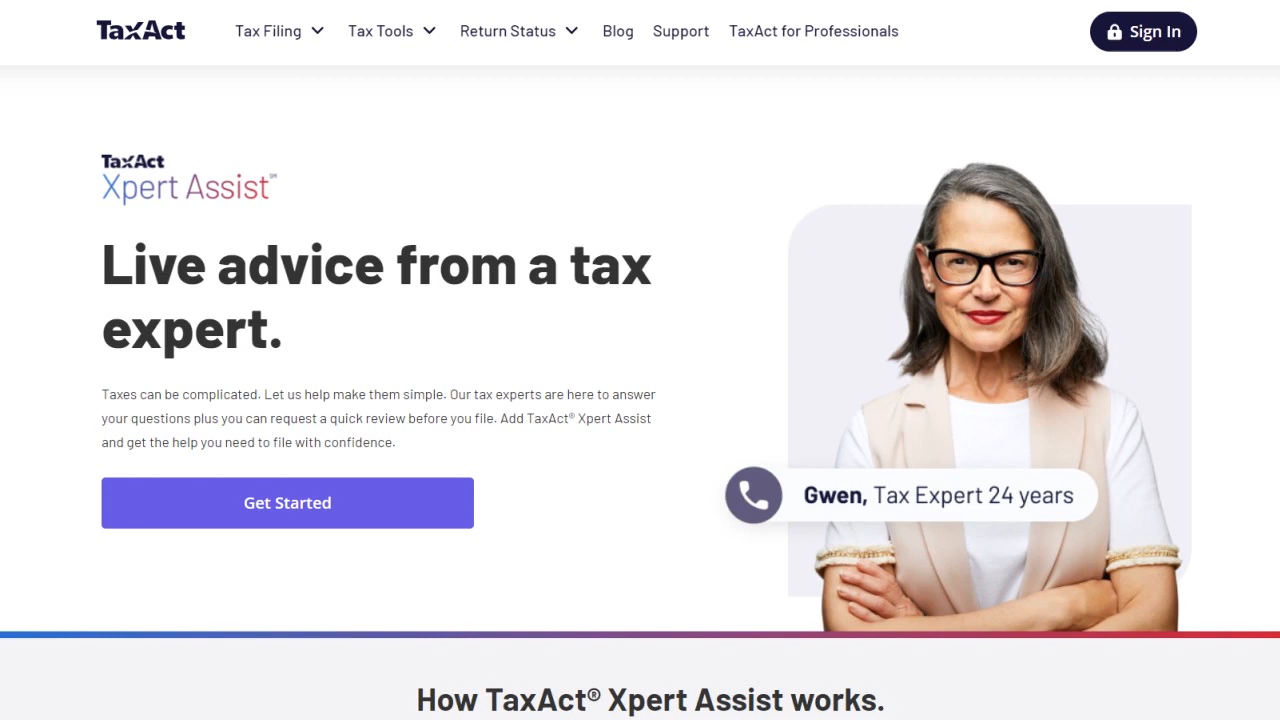 TaxAct
Tax Filing
Tax Tools
Return Status
Blog
Support
TaxAct for Professionals
Sign In
TaxAct
Xpert Assist℠
Live advice from a tax
expert.
Taxes can be complicated. Let us help make them simple. Our tax experts are here to answer
your questions plus you can request a quick review before you file. Add TaxAct® Xpert Assist
and get the help you need to file with confidence.
Get Started
Gwen, Tax Expert 24 years
How TaxAct® Xpert Assist works.